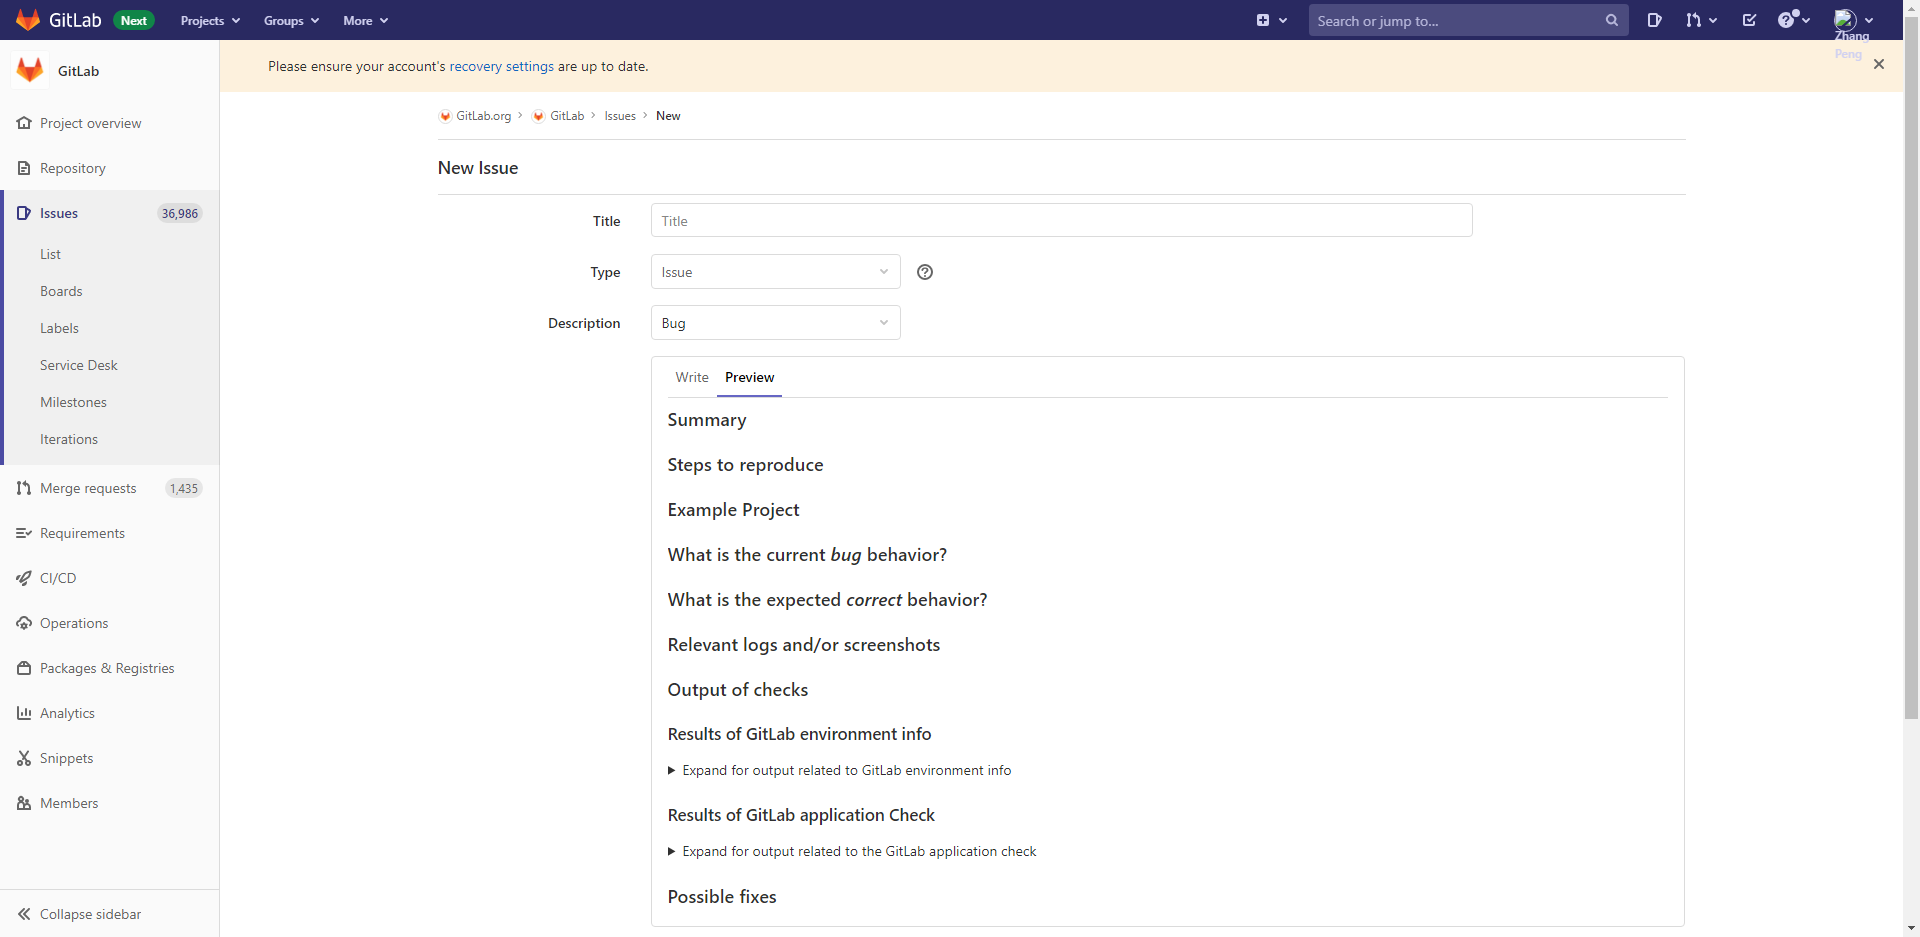 GitLab Next Projects Groups More Search or jump to... Zhang Peng
GitLab
Project overview
Repository
Issues 36,986
List
Boards
Labels
Service Desk
Milestones
Iterations
Merge requests 1,435
Requirements
CI/CD
Operations
Packages & Registries
Analytics
Snippets
Members
Collapse sidebar
Please ensure your account's recovery settings are up to date.
GitLab.org > GitLab > Issues > New
New Issue
Title Title
Type Issue
Description Bug
Write Preview
Summary
Steps to reproduce
Example Project
What is the current bug behavior?
What is the expected correct behavior?
Relevant logs and/or screenshots
Output of checks
Results of GitLab environment info
Expand for output related to GitLab environment info
Results of GitLab application Check
Expand for output related to the GitLab application check
Possible fixes